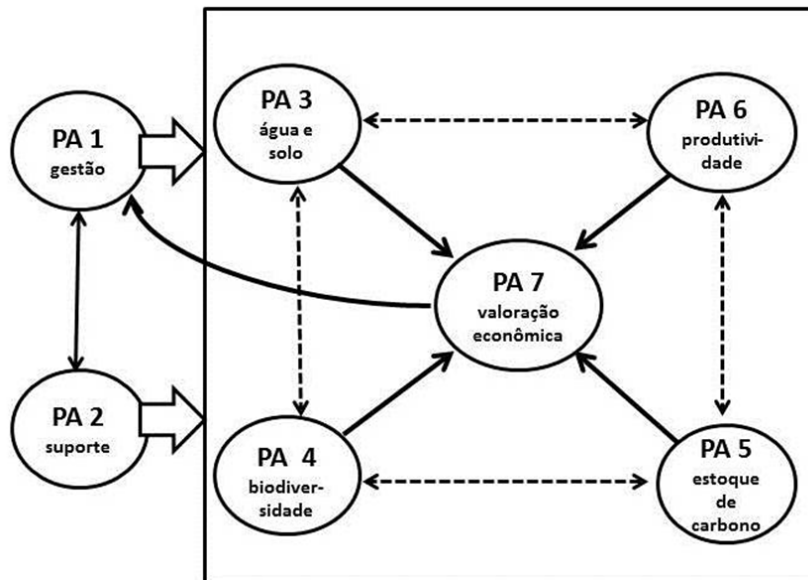 PA 1
gestão
PA 2
suporte
PA 3
água e
solo
PA 6
produtivi-
dade
PA 7
valoração
econômica
PA 4
biodiver-
sidade
PA 5
estoque
de
carbono